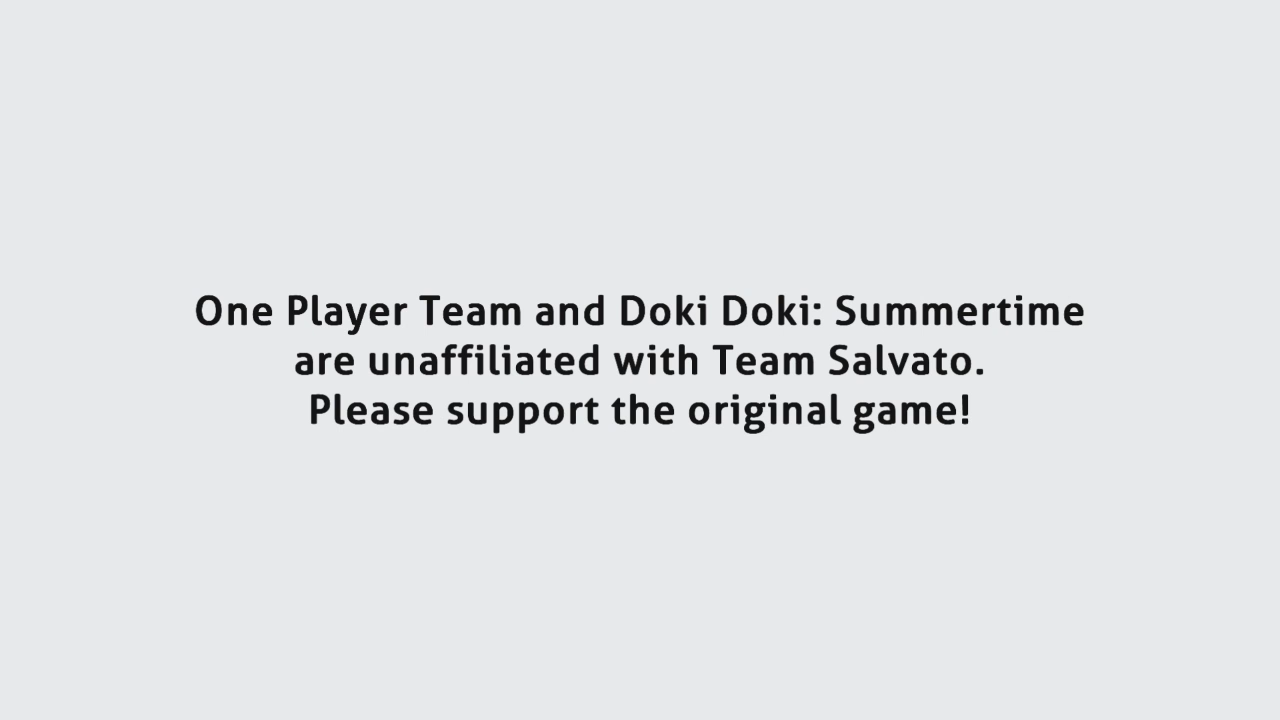 One Player Team and Doki Doki: Summertime
are unaffiliated with Team Salvato.
Please support the original game!